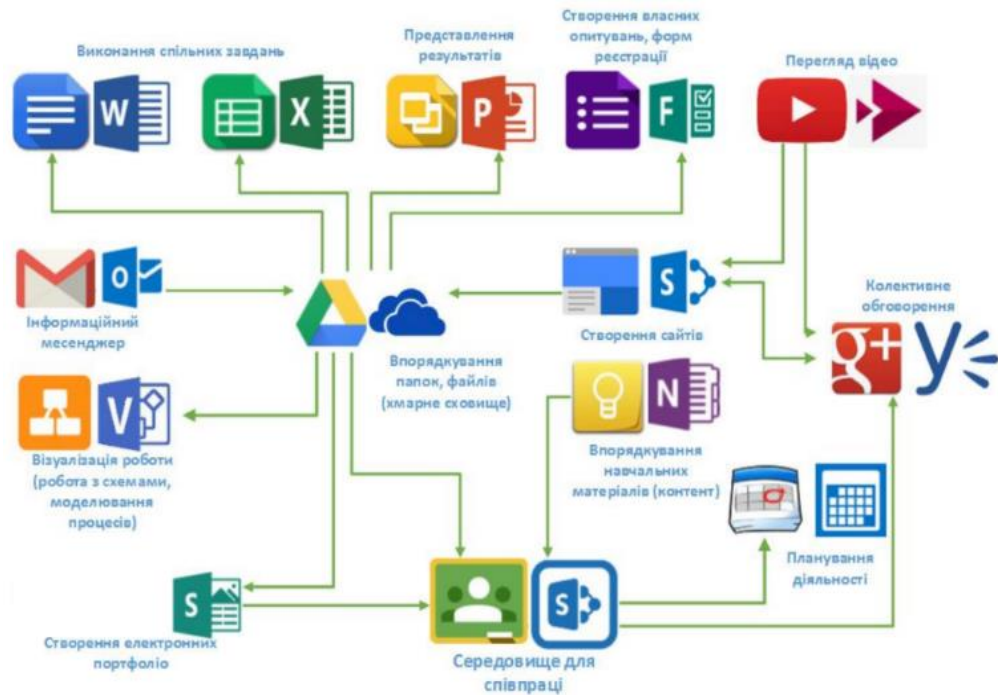 Виконання спільних завдань
Представлення
результатів
Створення власних
опитувань, форм
реєстрації
Перегляд відео
W
X
P
F
O
Інформаційний
месенджер
Впорядкування
папок, файлів
(хмарне сховище)
S
Створення сайтів
Колективне
обговорення
g+
y
V
Візуалізація роботи
(робота з схемами,
моделювання
процесів)
N
Впорядкування
навчальних
матеріалів (контент)
Планування
діяльності
S
Створення електронних
портфоліо
S
Середовище для
співпраці